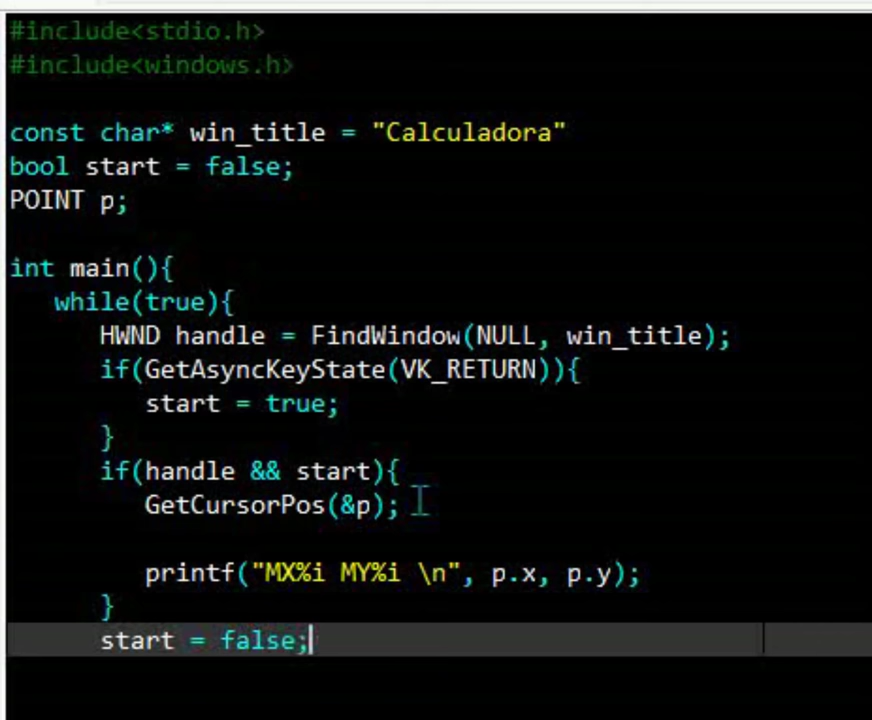 #include<stdio.h>
#include<windows.h>
const char* win_title = "Calculadora"
bool start = false;
POINT p;
int main(){
while(true){
HWND handle = FindWindow(NULL, win_title);
if(GetAsyncKeyState(VK_RETURN)){
start = true;
}
if(handle && start){
GetCursorPos(&p);
printf("MX%i MY%i \n", p.x, p.y);
}
start = false;